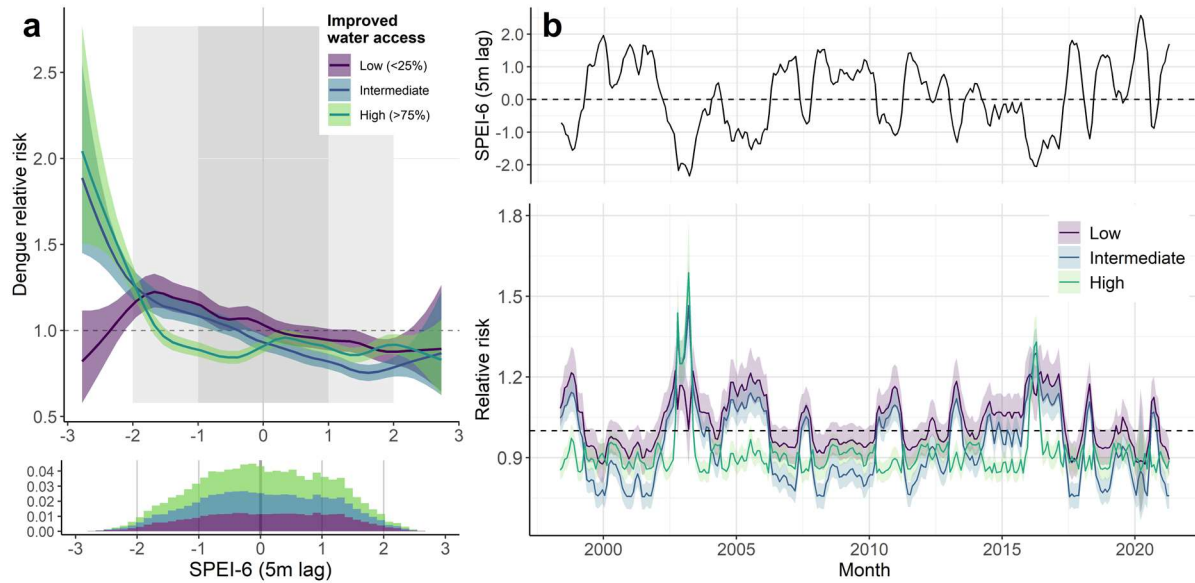 a
Improved
water access
Low (<25%)
Intermediate
High (>75%)
Dengue relative risk
2.5
2.0
1.5
1.0
0.5
-3 -2 -1 0 1 2 3
0.04
0.03
0.02
0.01
0.00
-3 -2 -1 0 1 2 3
SPEI-6 (5m lag)
b
SPEI-6 (5m lag)
1.0
0.0
-1.0
-2.0
Relative risk
1.8
1.5
1.2
0.9
Low
Intermediate
High
2000 2005 2010 2015 2020
Month